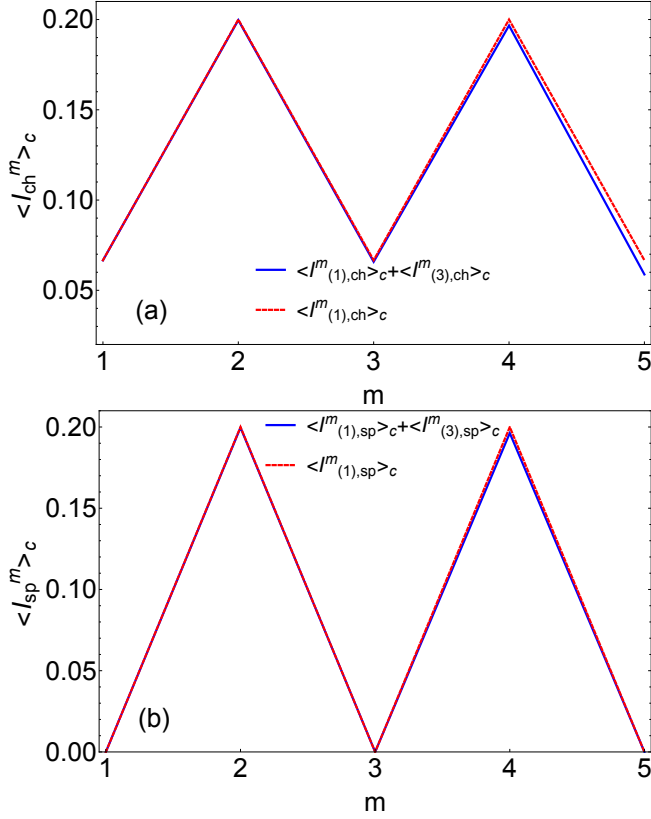 0.20
0.15
0.10
0.05
<I_ch^m>_c
<I^m_(1),ch>_c+<I^m_(3),ch>_c
<I^m_(1),ch>_c
(a)
1 2 3 4 5
m
0.20
0.15
0.10
0.05
0.00
<I_sp^m>_c
<I^m_(1),sp>_c+<I^m_(3),sp>_c
<I^m_(1),sp>_c
(b)
1 2 3 4 5
m